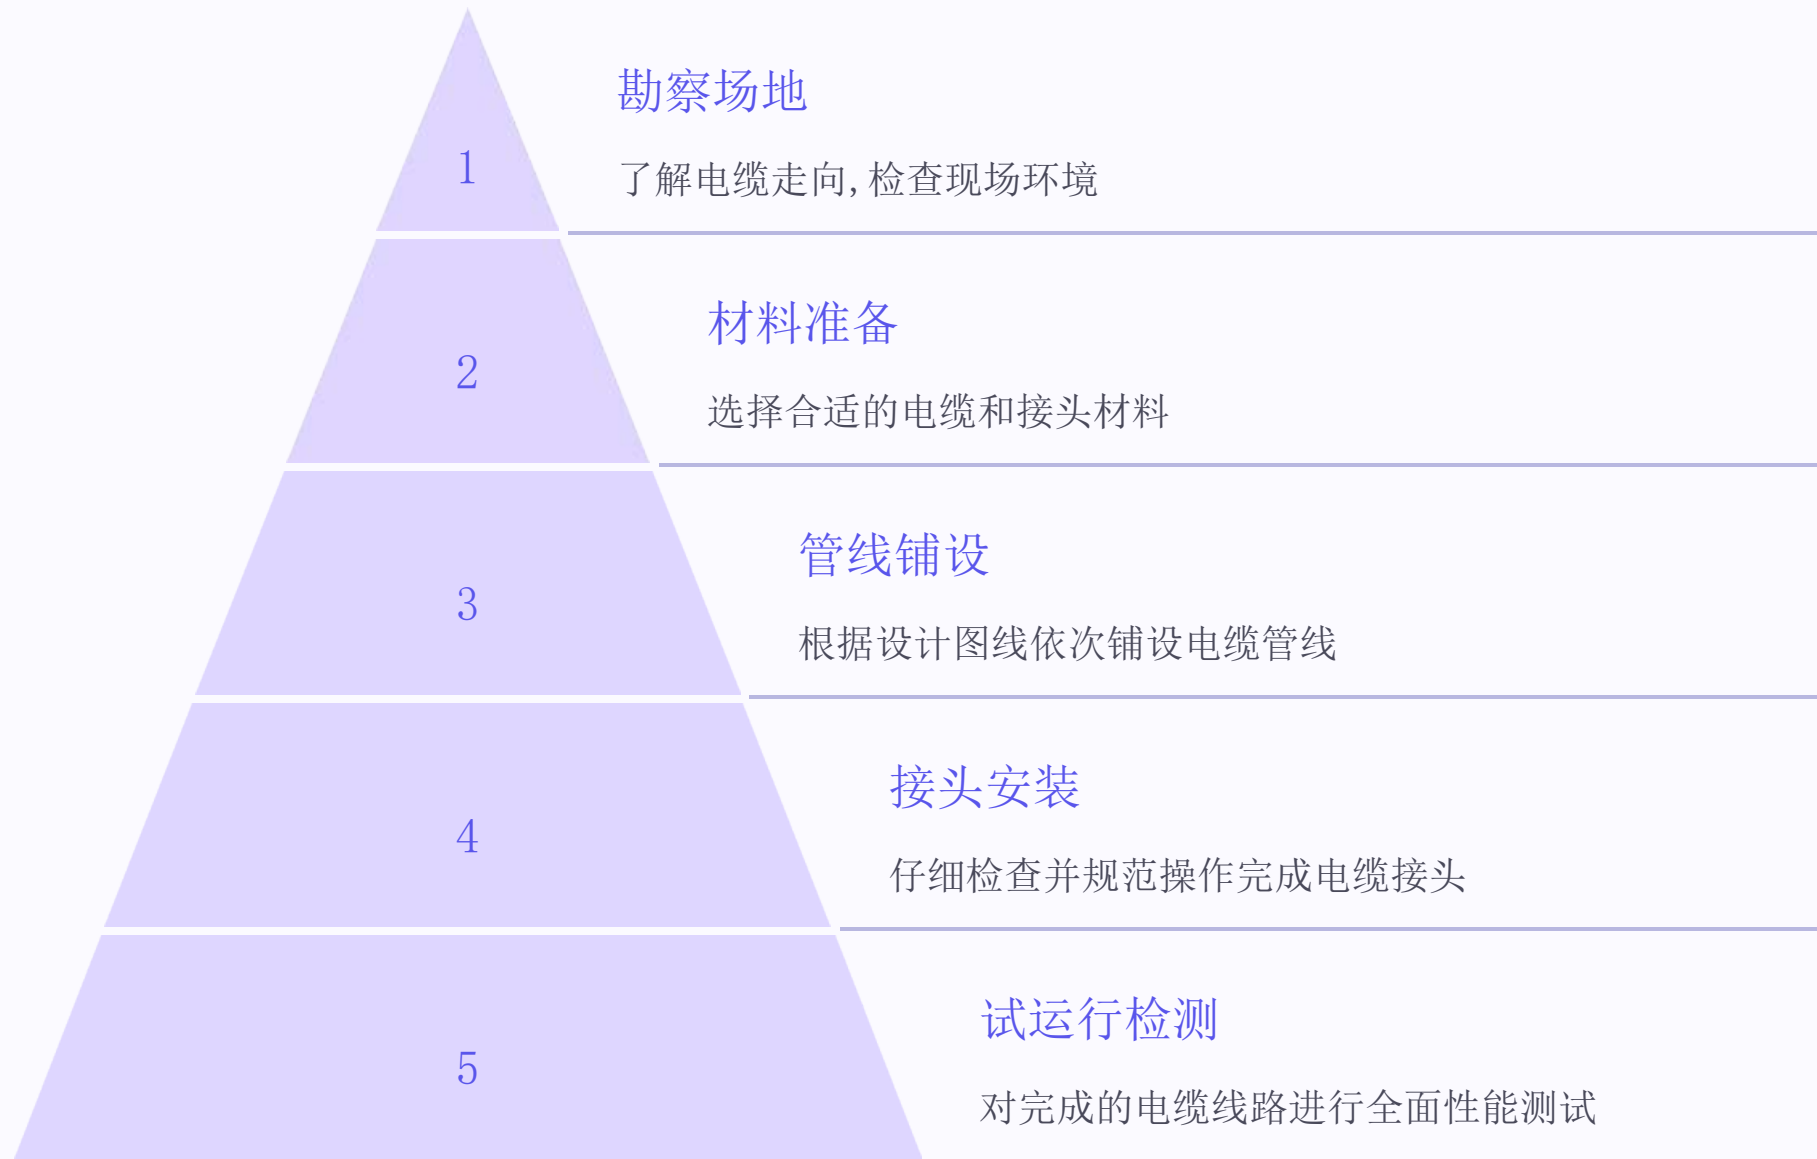 勘察场地
1
了解电缆走向,检查现场环境
材料准备
2
选择合适的电缆和接头材料
管线铺设
3
根据设计图线依次铺设电缆管线
接头安装
4
仔细检查并规范操作完成电缆接头
试运行检测
5
对完成的电缆线路进行全面性能测试